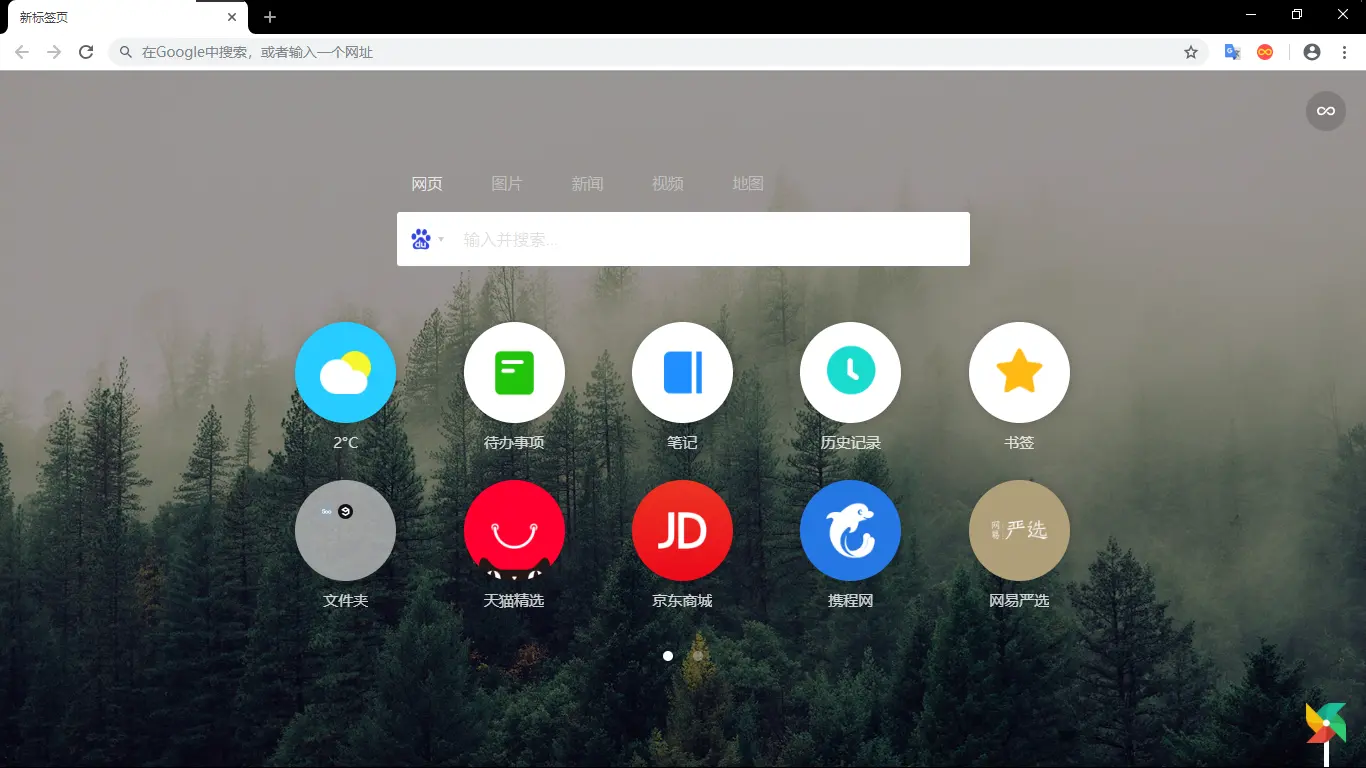 新标签页
在Google中搜索，或者输入一个网址
网页 图片 新闻 视频 地图
du 输入并搜索...
2°C 待办事项 笔记 历史记录 书签
JD
网易 严选
文件夹 天猫精选 京东商城 携程网 网易严选